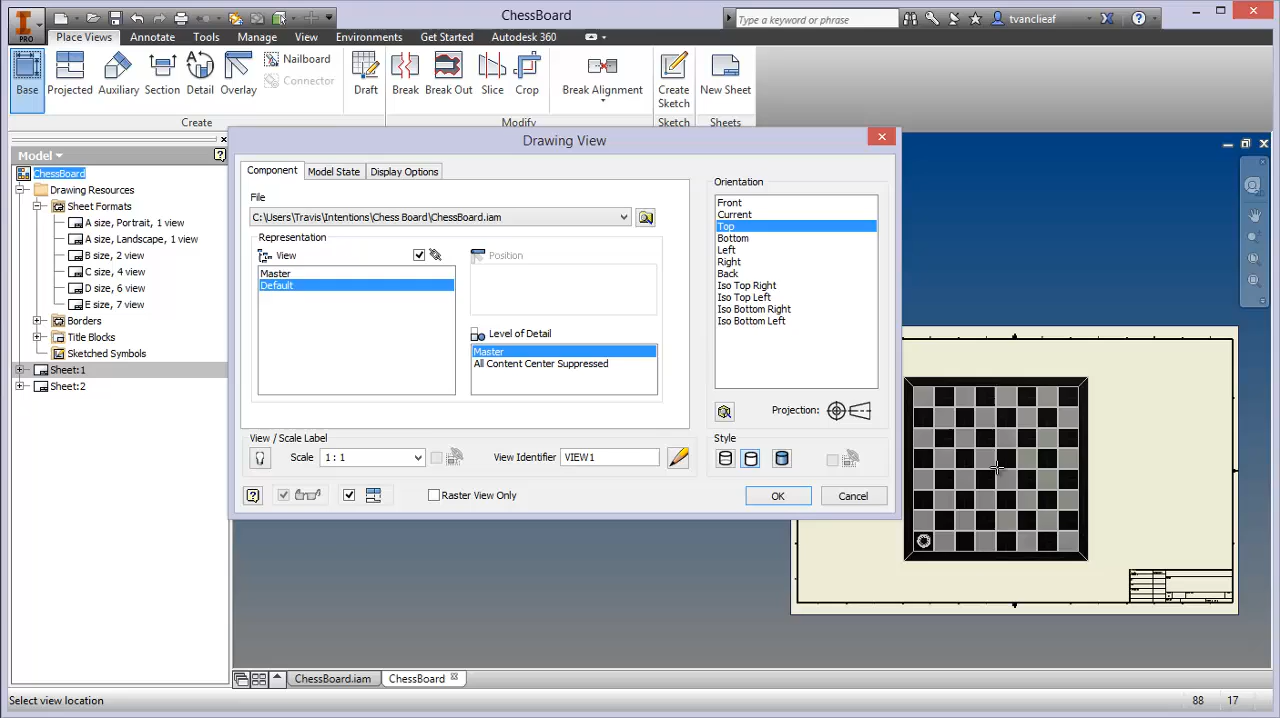 ChessBoard
Type a keyword or phrase
tvanclieaf
PRO
Place Views
Annotate
Tools
Manage
View
Environments
Get Started
Autodesk 360
Base
Projected
Auxiliary
Section
Detail
Overlay
Nailboard
Connector
Draft
Break
Break Out
Slice
Crop
Break Alignment
Create Sketch
New Sheet
Create
Modify
Sketch
Sheets
Model
ChessBoard
Drawing Resources
Sheet Formats
A size, Portrait, 1 view
A size, Landscape, 1 view
B size, 2 view
C size, 4 view
D size, 6 view
E size, 7 view
Borders
Title Blocks
Sketched Symbols
Sheet:1
Sheet:2
Drawing View
Component
Model State
Display Options
File
C:\Users\Travis\Intentions\Chess Board\ChessBoard.iam
Representation
View
Master
Default
Position
Level of Detail
Master
All Content Center Suppressed
Orientation
Front
Current
Top
Bottom
Left
Right
Back
Iso Top Right
Iso Top Left
Iso Bottom Right
Iso Bottom Left
Projection:
View / Scale Label
Scale
1 : 1
View Identifier
VIEW1
Style
Raster View Only
OK
Cancel
ChessBoard.iam
ChessBoard
Select view location
88
17